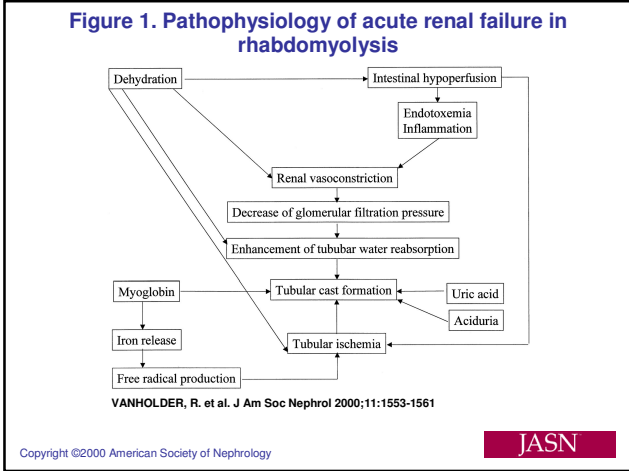 Figure 1. Pathophysiology of acute renal failure in
rhabdomyolysis
Dehydration
Intestinal hypoperfusion
Endotoxemia
Inflammation
Renal vasoconstriction
Decrease of glomerular filtration pressure
Enhancement of tububar water reabsorption
Myoglobin
Tubular cast formation
Uric acid
Aciduria
Iron release
Tubular ischemia
Free radical production
VANHOLDER, R. et al. J Am Soc Nephrol 2000;11:1553-1561
Copyright ©2000 American Society of Nephrology
JASN